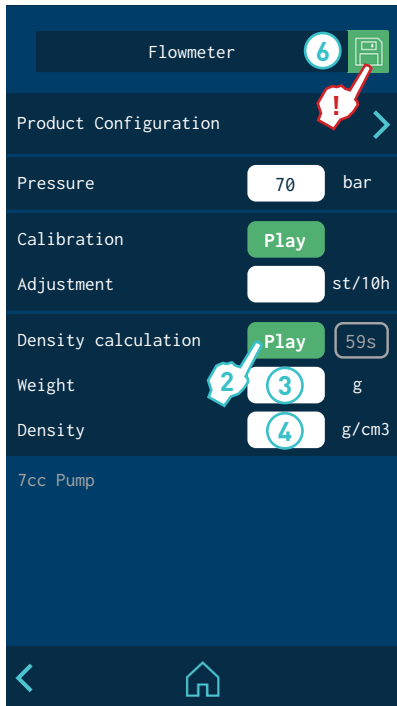 Flowmeter 6
!
Product Configuration
Pressure 70 bar
Calibration Play
Adjustment st/10h
Density calculation Play 59s
Weight 2 3 g
Density 4 g/cm3
7cc Pump